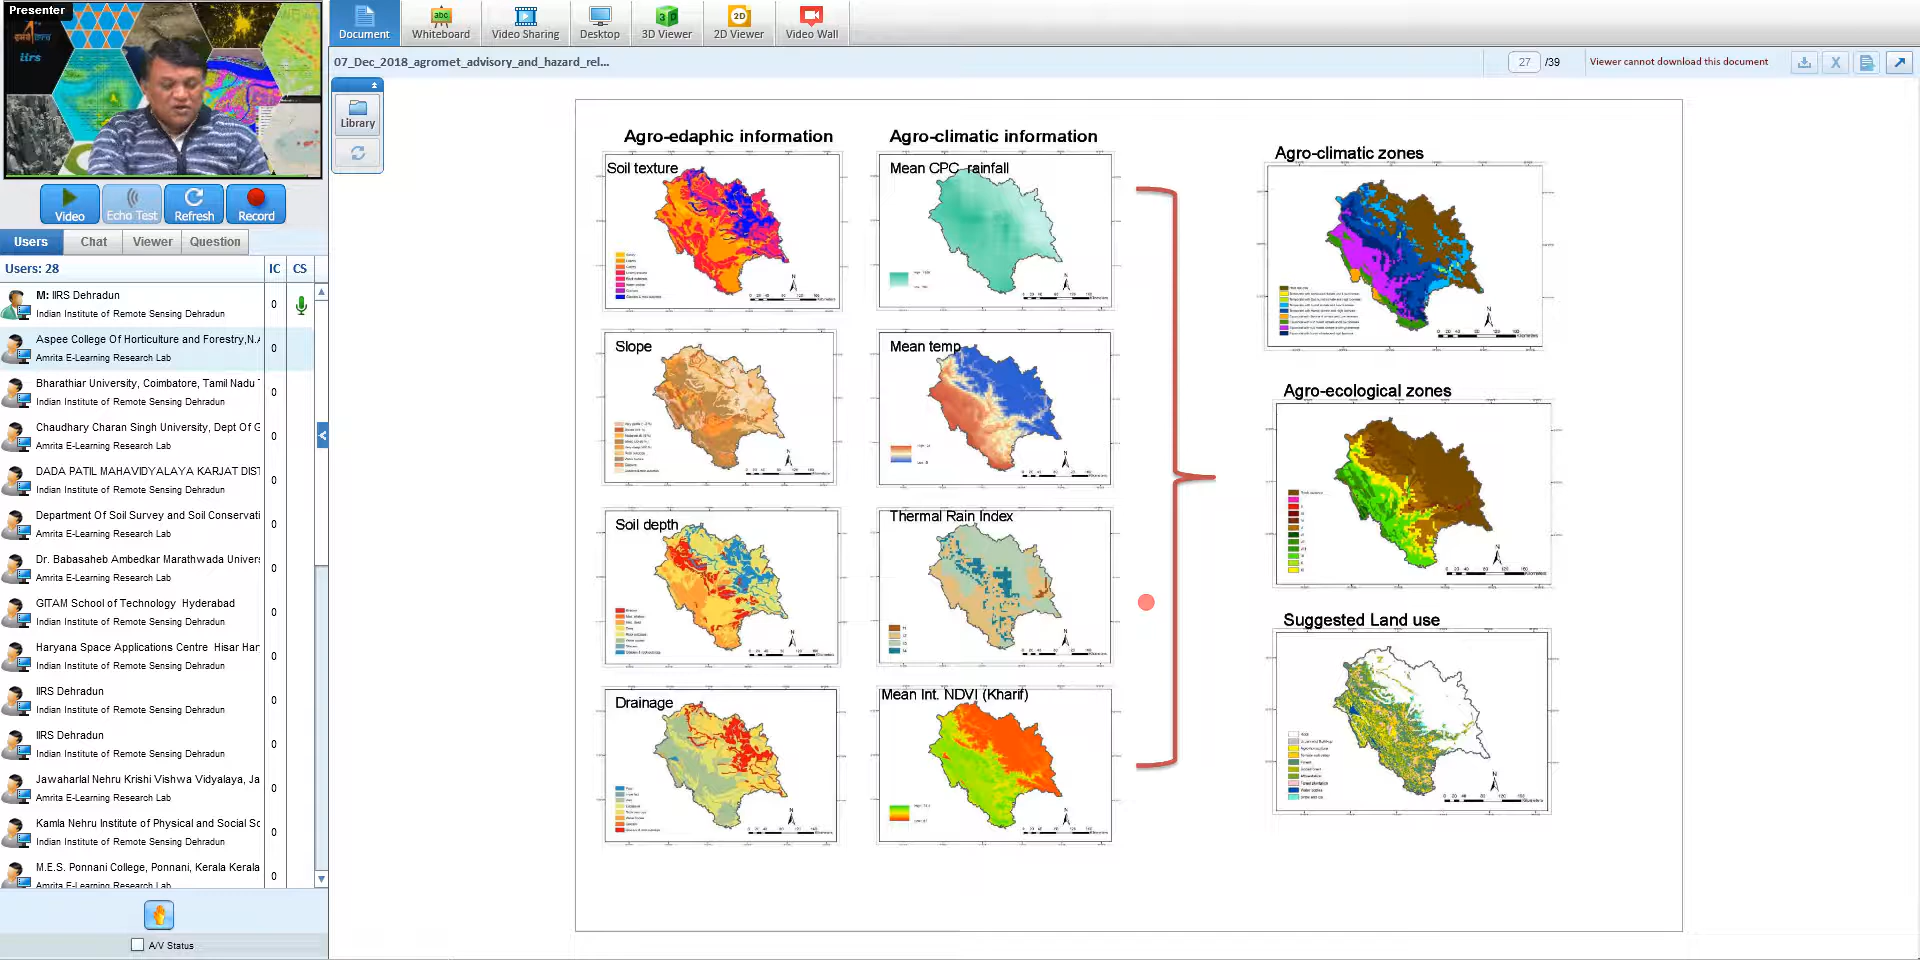 Presenter
iirs
Video
Echo Test
Refresh
Record
Users
Chat
Viewer
Question
Users: 28
IC
CS
M: IIRS Dehradun
Indian Institute of Remote Sensing Dehradun
0
Aspee College Of Horticulture and Forestry,N.A
Amrita E-Learning Research Lab
0
Bharathiar University, Coimbatore, Tamil Nadu
Indian Institute of Remote Sensing Dehradun
0
Chaudhary Charan Singh University, Dept Of G
Amrita E-Learning Research Lab
0
DADA PATIL MAHAVIDYALAYA KARJAT DIST
Indian Institute of Remote Sensing Dehradun
0
Department Of Soil Survey and Soil Conservati
Amrita E-Learning Research Lab
0
Dr. Babasaheb Ambedkar Marathwada Univers
Amrita E-Learning Research Lab
0
GITAM School of Technology Hyderabad
Indian Institute of Remote Sensing Dehradun
0
Haryana Space Applications Centre Hisar Har
Indian Institute of Remote Sensing Dehradun
0
IIRS Dehradun
Indian Institute of Remote Sensing Dehradun
0
IIRS Dehradun
Indian Institute of Remote Sensing Dehradun
0
Jawaharlal Nehru Krishi Vishwa Vidyalaya, Ja
Amrita E-Learning Research Lab
0
Kamla Nehru Institute of Physical and Social Sc
Indian Institute of Remote Sensing Dehradun
0
M.E.S. Ponnani College, Ponnani, Kerala Kerala
Amrita E-Learning Research Lab
0
A/V Status
Document
Whiteboard
Video Sharing
Desktop
3D Viewer
2D Viewer
Video Wall
07_Dec_2018_agromet_advisory_and_hazard_rel...
27 /39
Viewer cannot download this document
Library
Agro-edaphic information
Soil texture
Slope
Soil depth
Drainage
Agro-climatic information
Mean CPC rainfall
Mean temp
Thermal Rain Index
Mean Int. NDVI (Kharif)
Agro-climatic zones
Agro-ecological zones
Suggested Land use